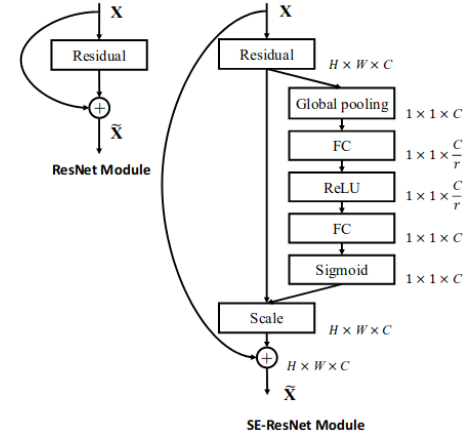 X
Residual
+
X̃
ResNet Module
X
Residual
H × W × C
Global pooling
1 × 1 × C
FC
1 × 1 × C/r
ReLU
1 × 1 × C/r
FC
1 × 1 × C
Sigmoid
1 × 1 × C
Scale
H × W × C
+
H × W × C
X̃
SE-ResNet Module